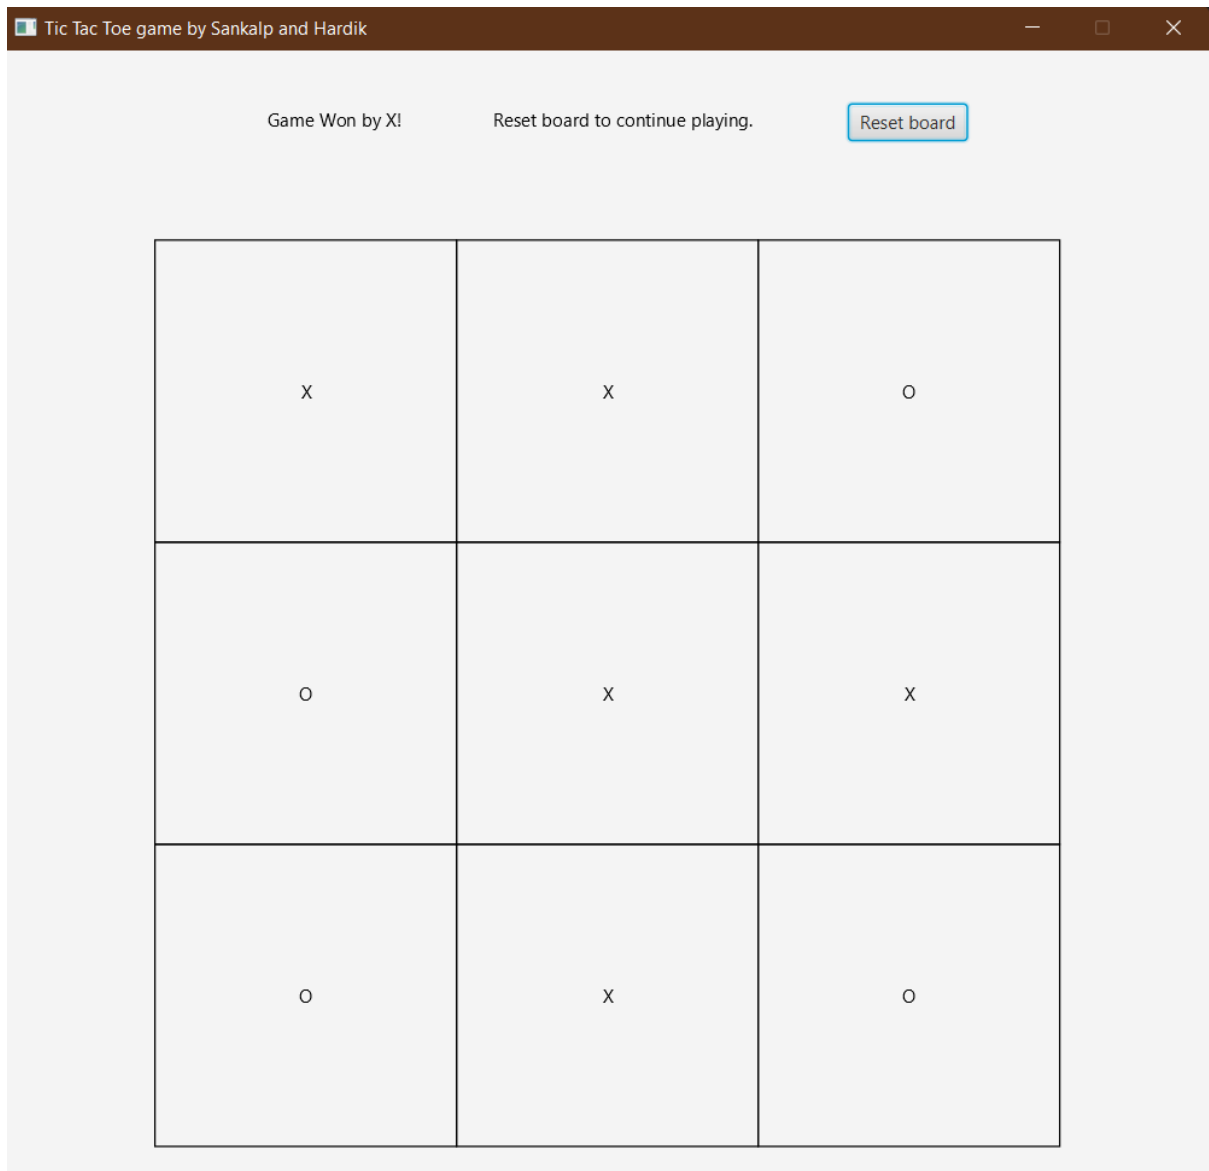 Tic Tac Toe game by Sankalp and Hardik
Game Won by X! Reset board to continue playing. Reset board
X X O
O X X
O X O